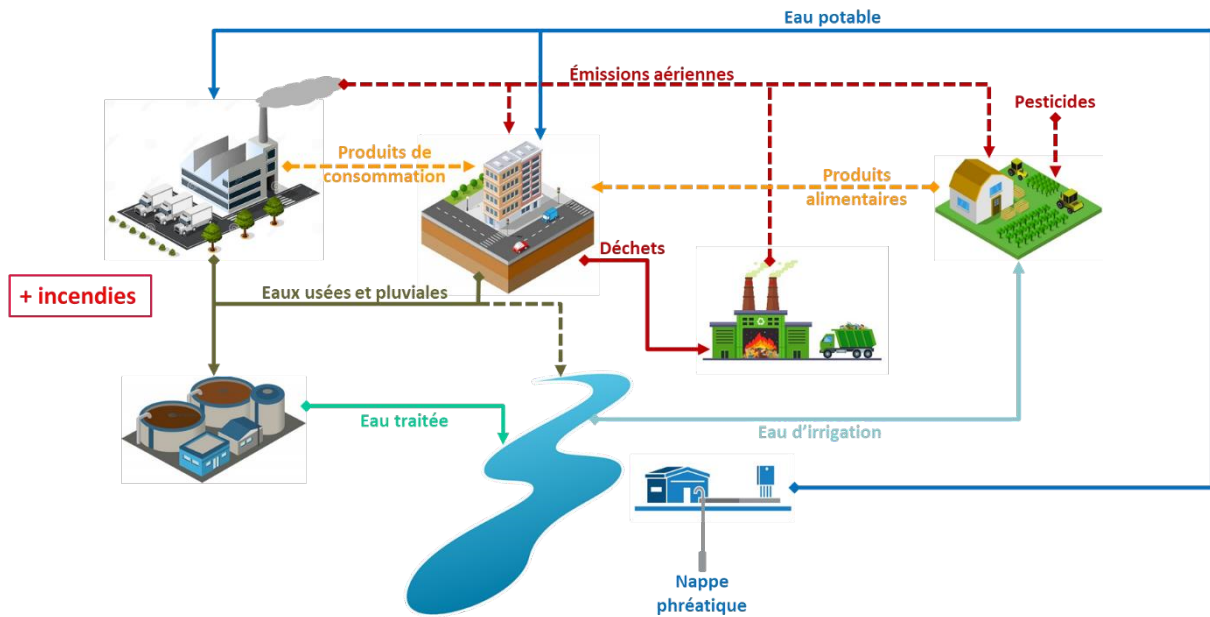 Eau potable
Émissions aériennes
Pesticides
Produits de
consommation
Produits
alimentaires
Déchets
+ incendies
Eaux usées et pluviales
Eau traitée
Eau d’irrigation
Nappe
phréatique